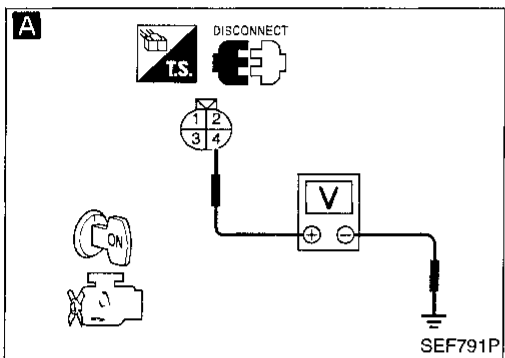 A
DISCONNECT
T.S.
1 2
3 4
V
ON
+ −
SEF791P